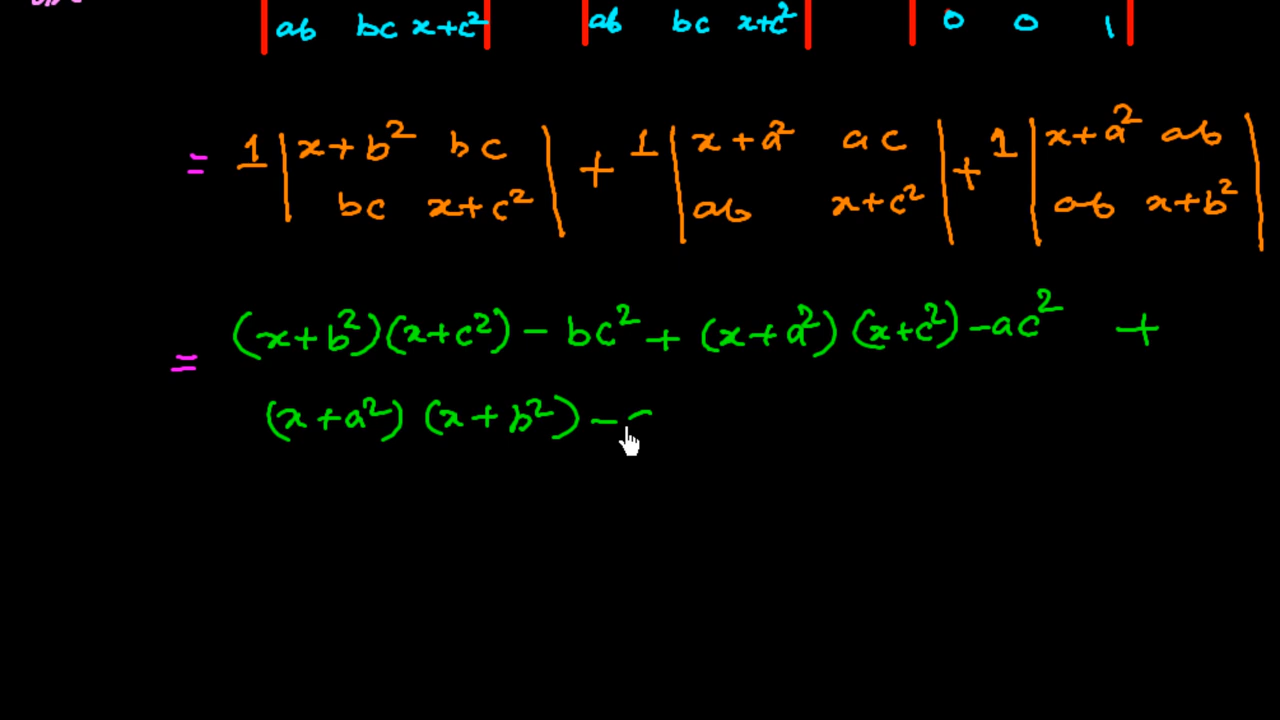 | ab bc x+c² | | ab bc x+c² | | 0 0 1 |
= 1 | x+b² bc | + 1 | x+a² ac | + 1 | x+a² ab |
| bc x+c² | | ab x+c² | | ab x+b² |
= (x+b²)(x+c²) - bc² + (x+a²)(x+c²) - ac² +
(x+a²)(x+b²) -